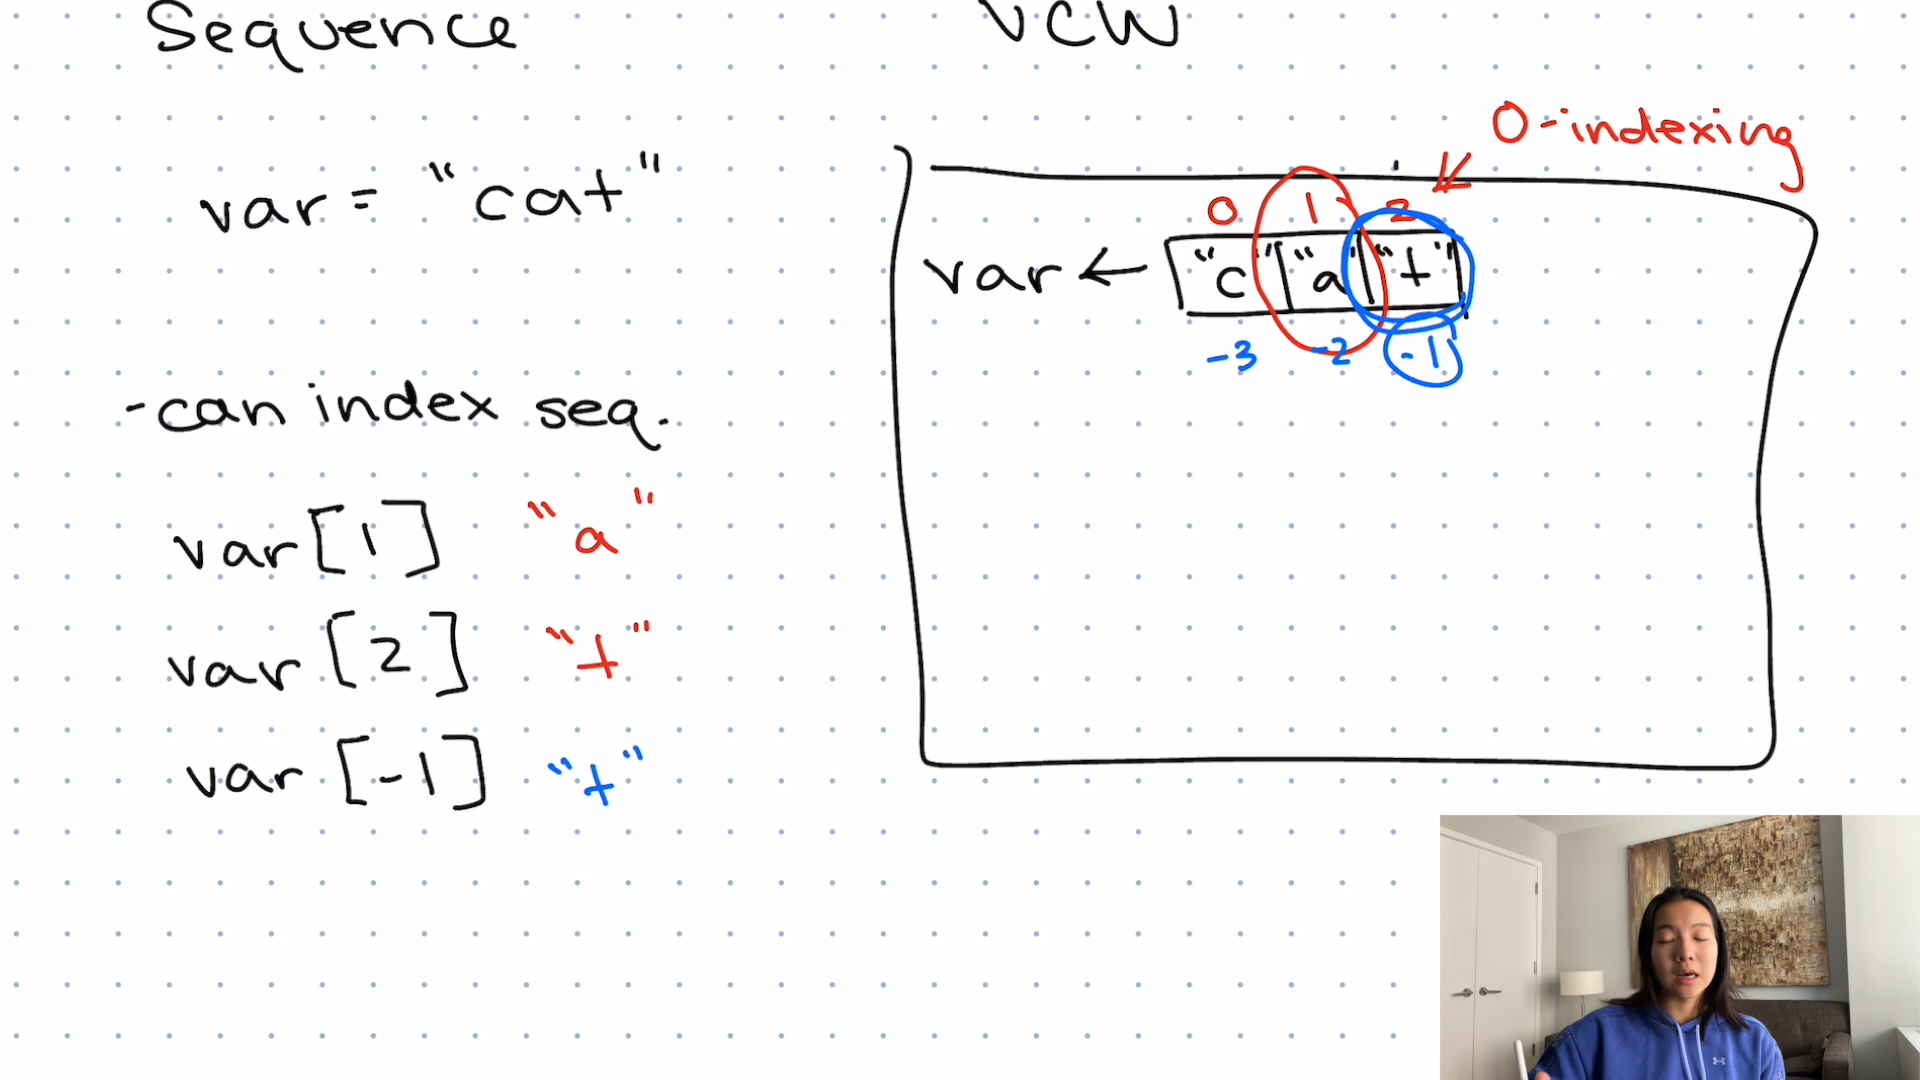 Sequence
var = "cat"
-can index seq.
var[1] "a"
var[2] "t"
var[-1] "t"
VCW
0-indexing
0 1 2
var ← "c" "a" "t"
-3 -2 -1